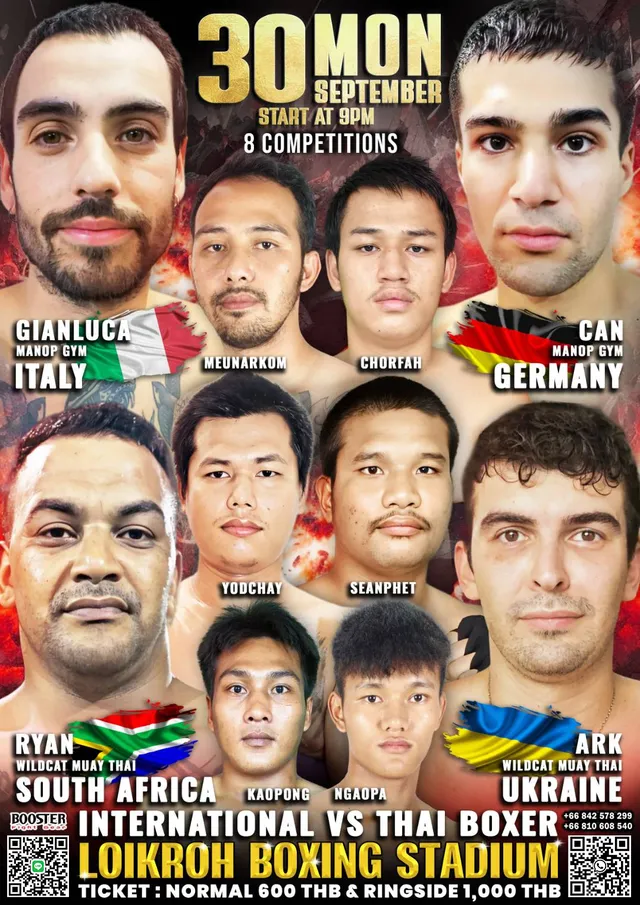 30 MON
SEPTEMBER
START AT 9PM
8 COMPETITIONS
GIANLUCA
MANOP GYM
ITALY
MEUNARKOM
CHORFAH
CAN
MANOP GYM
GERMANY
YODCHAY
SEANPHET
RYAN
WILDCAT MUAY THAI
SOUTH AFRICA
KAOPONG
NGAOPA
ARK
WILDCAT MUAY THAI
UKRAINE
BOOSTER
FIGHT GEAR
INTERNATIONAL VS THAI BOXER
+66 842 578 299
+66 810 608 540
LOIKROH BOXING STADIUM
TICKET : NORMAL 600 THB & RINGSIDE 1,000 THB